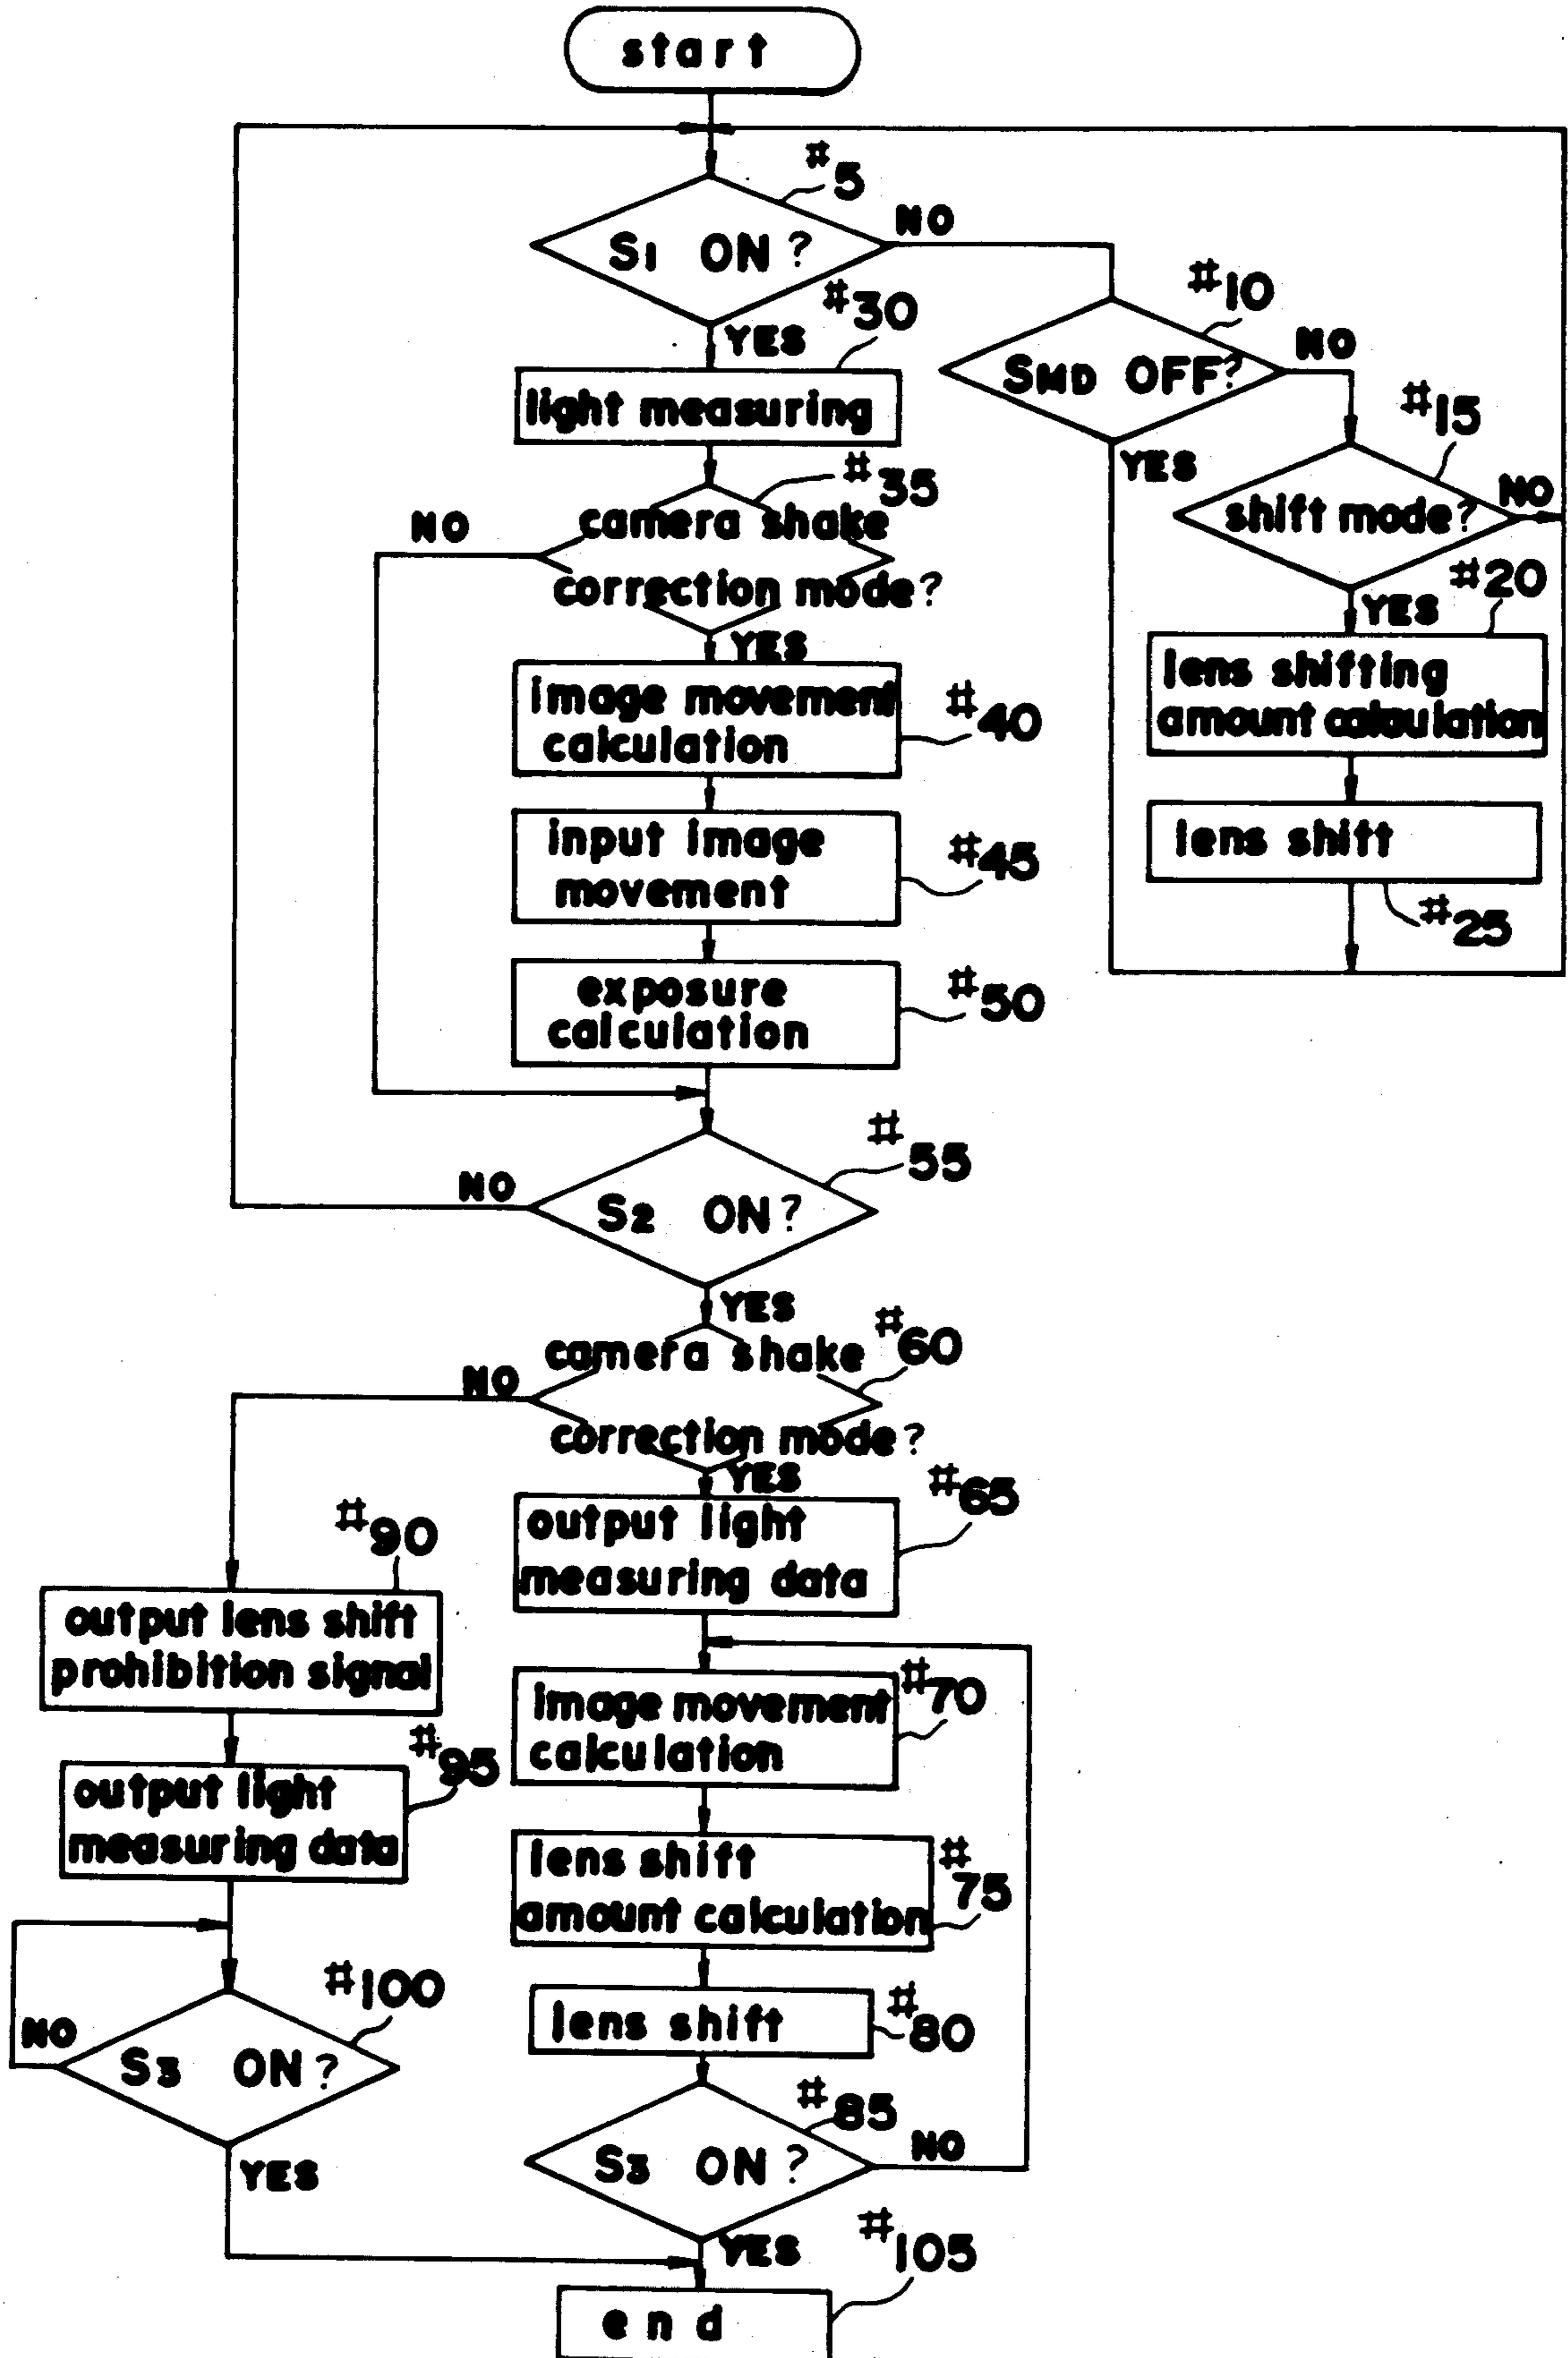 start
#5
S1 ON?
NO
#30
YES
light measuring
#10
SMD OFF?
NO
YES
#15
shift mode?
NO
YES
#20
lens shifting
amount calculation
lens shift
#25
#35
camera shake
correction mode?
NO
YES
image movement
calculation
#40
input image
movement
#45
exposure
calculation
#50
#55
S2 ON?
NO
YES
#60
camera shake
correction mode?
NO
YES
#65
output light
measuring data
#70
image movement
calculation
#75
lens shift
amount calculation
lens shift
#80
#85
S3 ON?
NO
YES
#90
output lens shift
prohibition signal
#95
output light
measuring data
#100
S3 ON?
NO
YES
#105
end